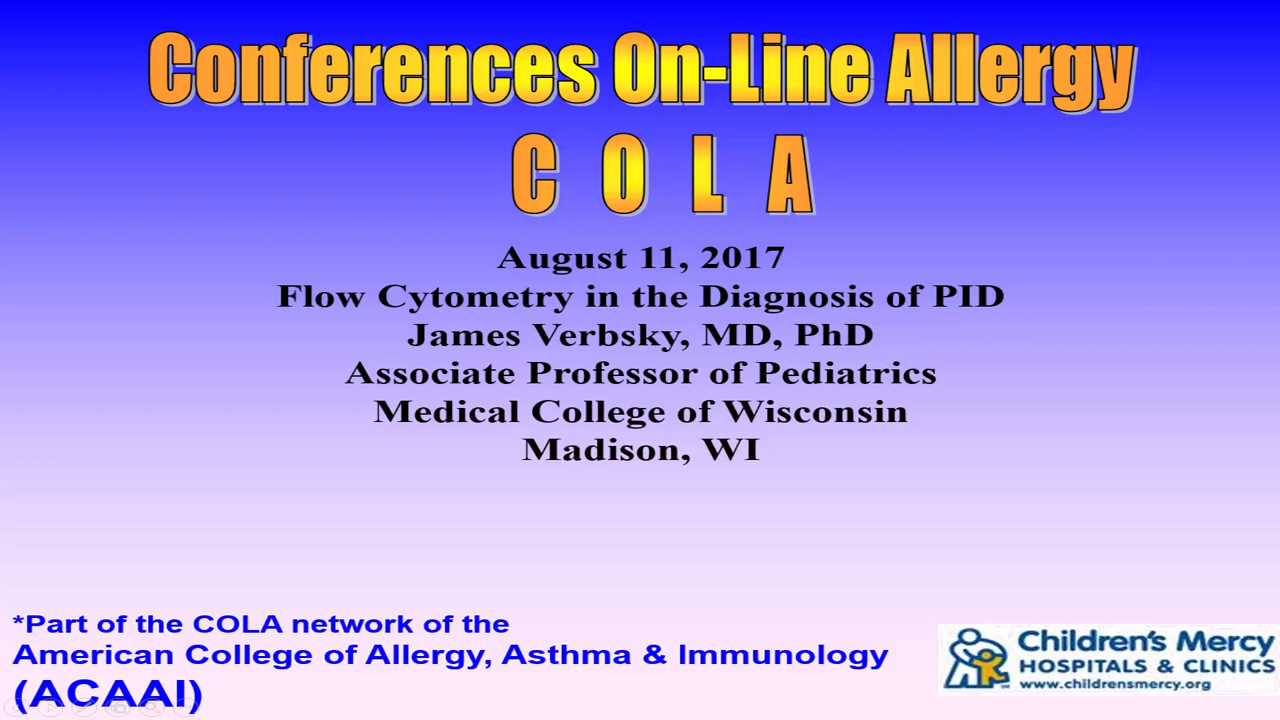 Conferences On-Line Allergy
C O L A
August 11, 2017
Flow Cytometry in the Diagnosis of PID
James Verbsky, MD, PhD
Associate Professor of Pediatrics
Medical College of Wisconsin
Madison, WI
*Part of the COLA network of the
American College of Allergy, Asthma & Immunology
(ACAAI)
Children's Mercy
HOSPITALS & CLINICS
www.childrensmercy.org